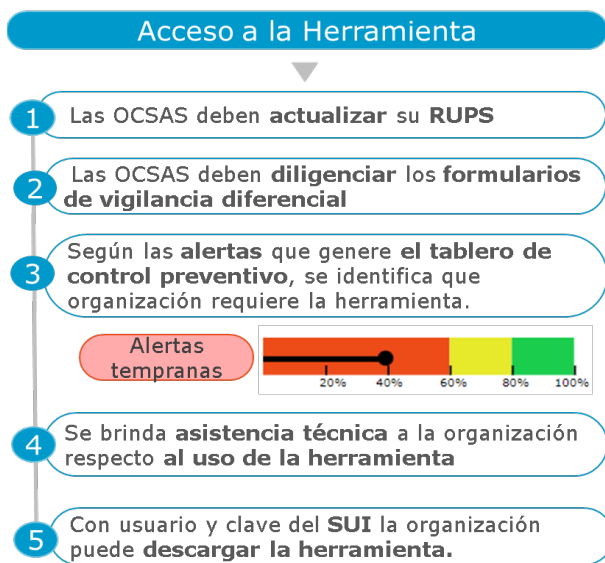 Acceso a la Herramienta
1
Las OCSAS deben actualizar su RUPS
2
Las OCSAS deben diligenciar los formularios
de vigilancia diferencial
3
Según las alertas que genere el tablero de
control preventivo, se identifica que
organización requiere la herramienta.
Alertas
tempranas
20% 40% 60% 80% 100%
4
Se brinda asistencia técnica a la organización
respecto al uso de la herramienta
5
Con usuario y clave del SUI la organización
puede descargar la herramienta.